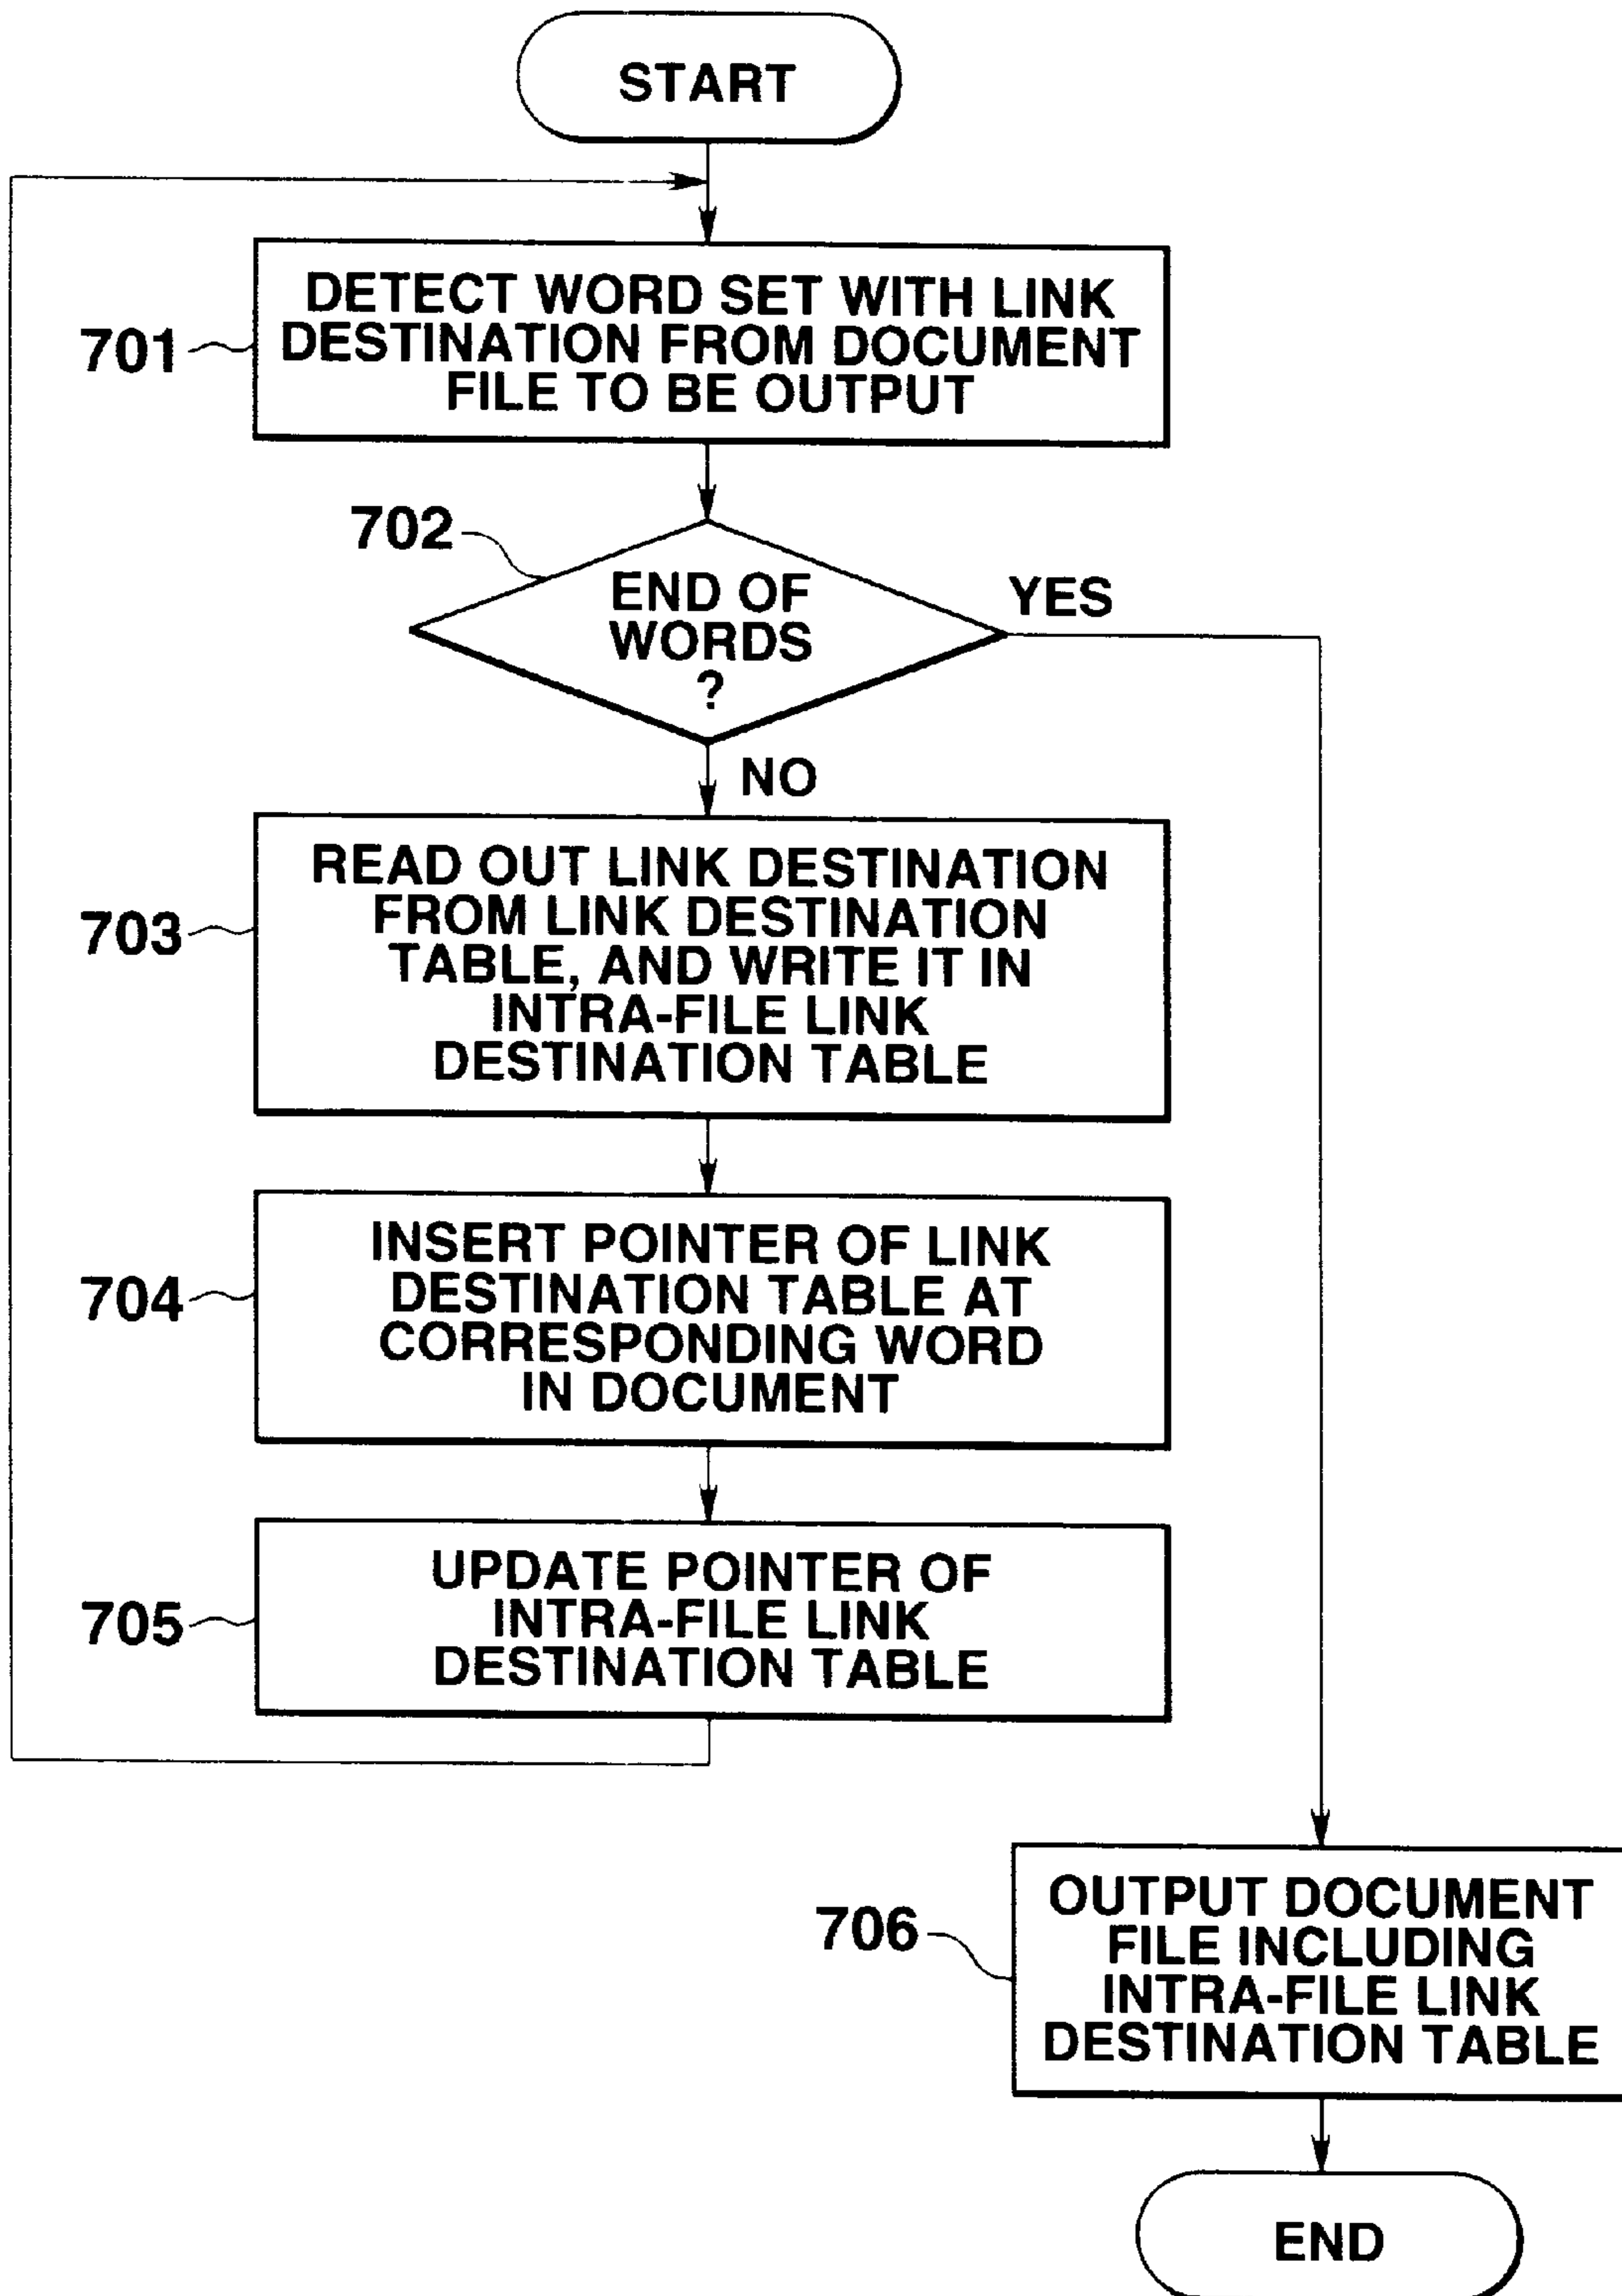 START
701
DETECT WORD SET WITH LINK
DESTINATION FROM DOCUMENT
FILE TO BE OUTPUT
702
END OF
WORDS
?
YES
NO
703
READ OUT LINK DESTINATION
FROM LINK DESTINATION
TABLE, AND WRITE IT IN
INTRA-FILE LINK
DESTINATION TABLE
704
INSERT POINTER OF LINK
DESTINATION TABLE AT
CORRESPONDING WORD
IN DOCUMENT
705
UPDATE POINTER OF
INTRA-FILE LINK
DESTINATION TABLE
706
OUTPUT DOCUMENT
FILE INCLUDING
INTRA-FILE LINK
DESTINATION TABLE
END